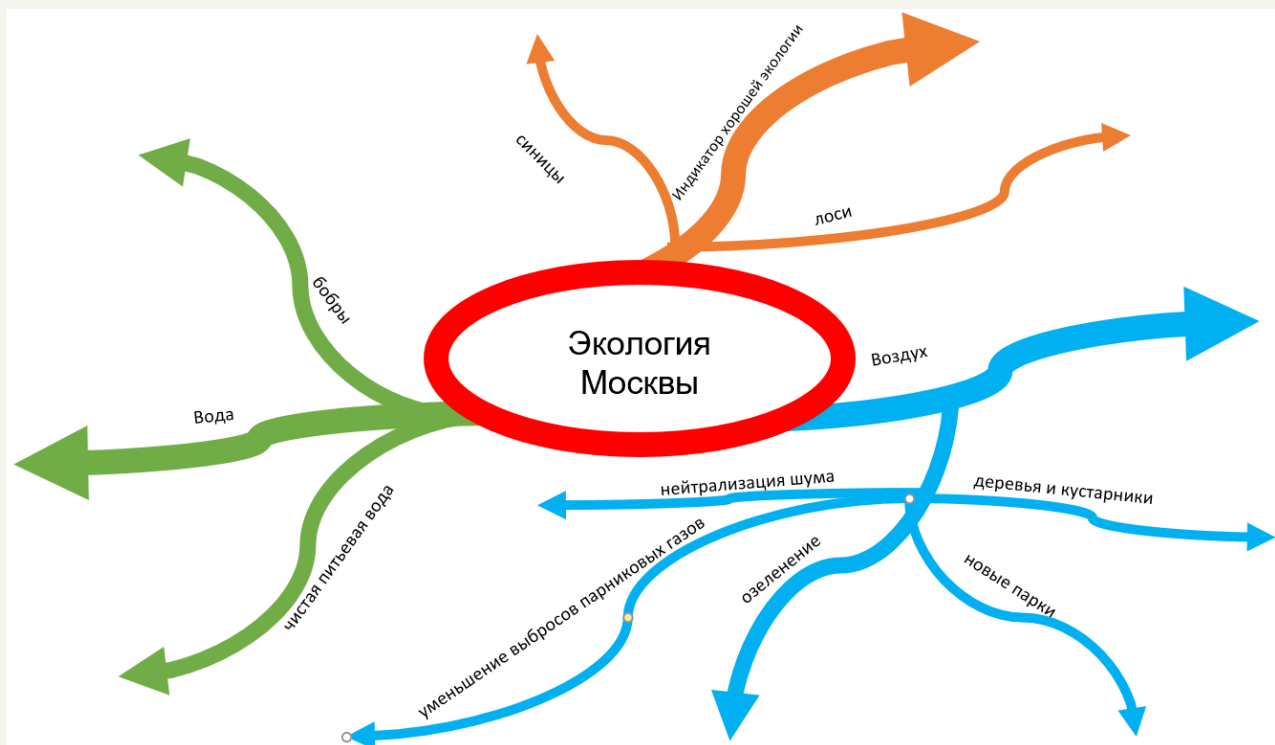 Индикатор хорошей экологии
синицы
лоси
бобры
Экология
Москвы
Воздух
Вода
нейтрализация шума
деревья и кустарники
чистая питьевая вода
уменьшение выбросов парниковых газов
озеленение
новые парки